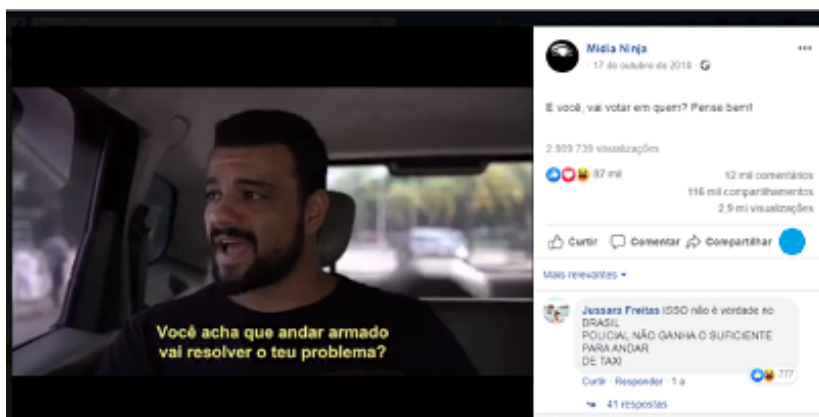 Você acha que andar armado
vai resolver o teu problema?
Mídia Ninja
17 de outubro de 2018
E você, vai votar em quem? Pense bem!
2.989.739 visualizações
87 mil
12 mil comentários
116 mil compartilhamentos
2,9 mi visualizações
Curtir Comentar Compartilhar
Mais relevantes
Jussara Freitas ISSO não é verdade no
BRASIL
POLICIAL NÃO GANHA O SUFICIENTE
PARA ANDAR
DE TAXI
777
Curtir · Responder · 1 a
41 respostas